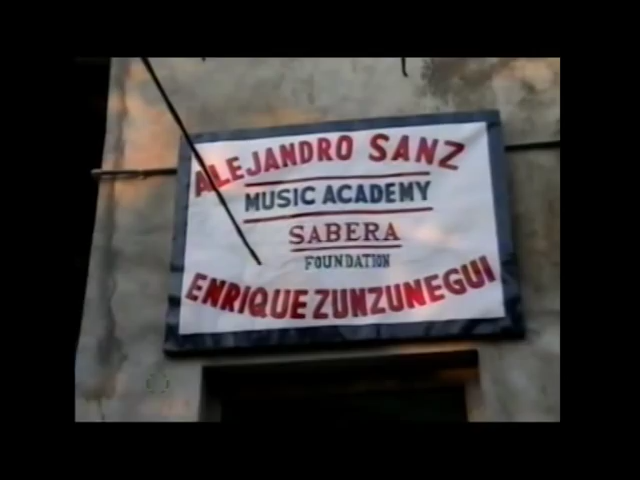 ALEJANDRO SANZ
MUSIC ACADEMY
SABERA
FOUNDATION
ENRIQUE ZUNZUNEGUI